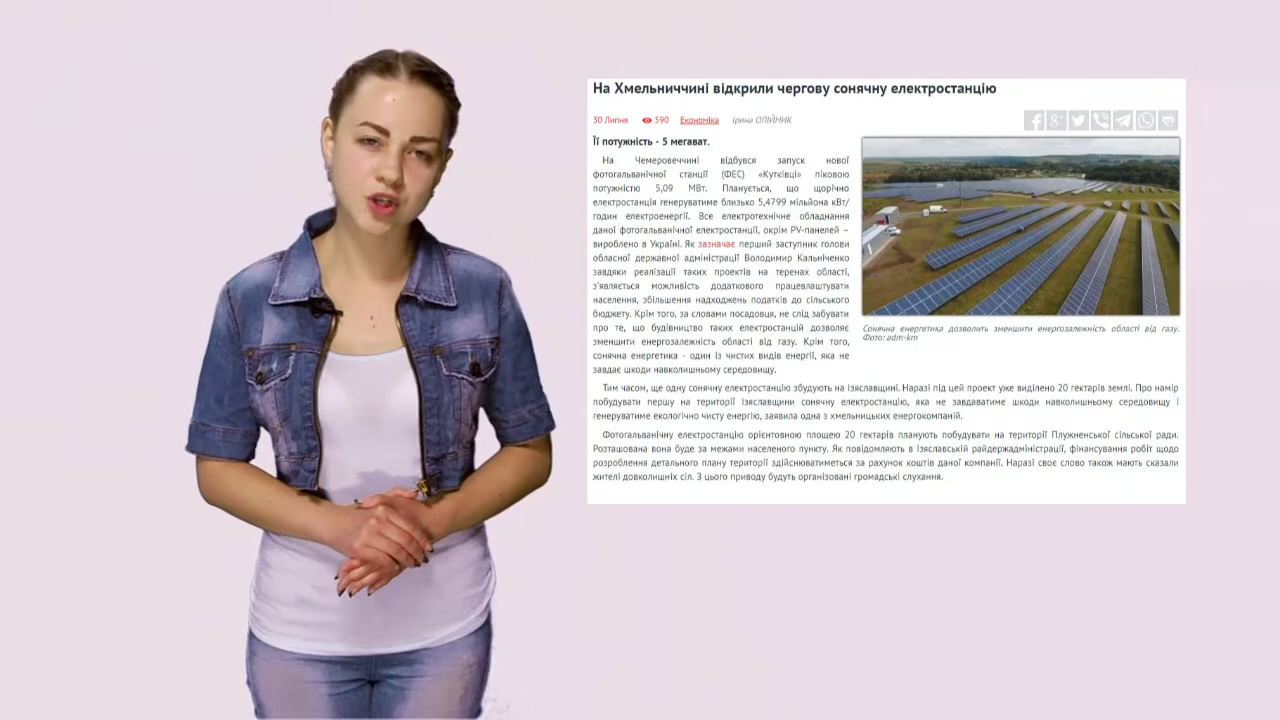 На Хмельниччині відкрили чергову сонячну електростанцію
30 Липня 590 Економіка Ірина ОЛІЙНИК
Її потужність - 5 мегават.
На Чемеровеччині відбувся запуск нової
фотогальванічної станції (ФЕС) «Кутківці» піковою
потужністю 5,09 МВт. Планується, що щорічно
електростанція генеруватиме близько 5,4799 мільйона кВт/
годин електроенергії. Все електротехнічне обладнання
даної фотогальванічної електростанції, окрім PV-панелей –
вироблено в Україні. Як зазначає перший заступник голови
обласної державної адміністрації Володимир Кальніченко
завдяки реалізації таких проектів на теренах області,
з'являється можливість додаткового працевлаштувати
населення, збільшення надходжень податків до сільського
бюджету. Крім того, за словами посадовця, не слід забувати
про те, що будівництво таких електростанцій дозволяє
зменшити енергозалежність області від газу. Крім того,
сонячна енергетика - один із чистих видів енергії, яка не
завдає шкоди навколишньому середовищу.
Сонячна енергетика дозволить зменшити енергозалежність області від газу.
Фото: adm-km
Тим часом, ще одну сонячну електростанцію збудують на Ізяславщині. Наразі під цей проект уже виділено 20 гектарів землі. Про намір
побудувати першу на території Ізяславщини сонячну електростанцію, яка не завдаватиме шкоди навколишньому середовищу і
генеруватиме екологічно чисту енергію, заявила одна з хмельницьких енергокомпаній.
Фотогальванічну електростанцію орієнтовною площею 20 гектарів планують побудувати на території Плужненської сільської ради.
Розташована вона буде за межами населеного пункту. Як повідомляють в Ізяславській райдержадміністрації, фінансування робіт щодо
розроблення детального плану території здійснюватиметься за рахунок коштів даної компанії. Наразі своє слово також мають сказати
жителі довколишніх сіл. З цього приводу будуть організовані громадські слухання.